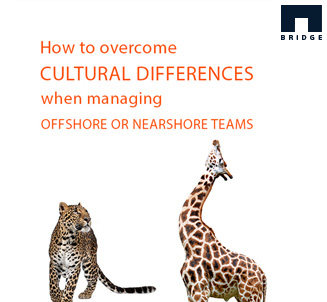 BRIDGE
How to overcome
CULTURAL DIFFERENCES
when managing
OFFSHORE OR NEARSHORE TEAMS